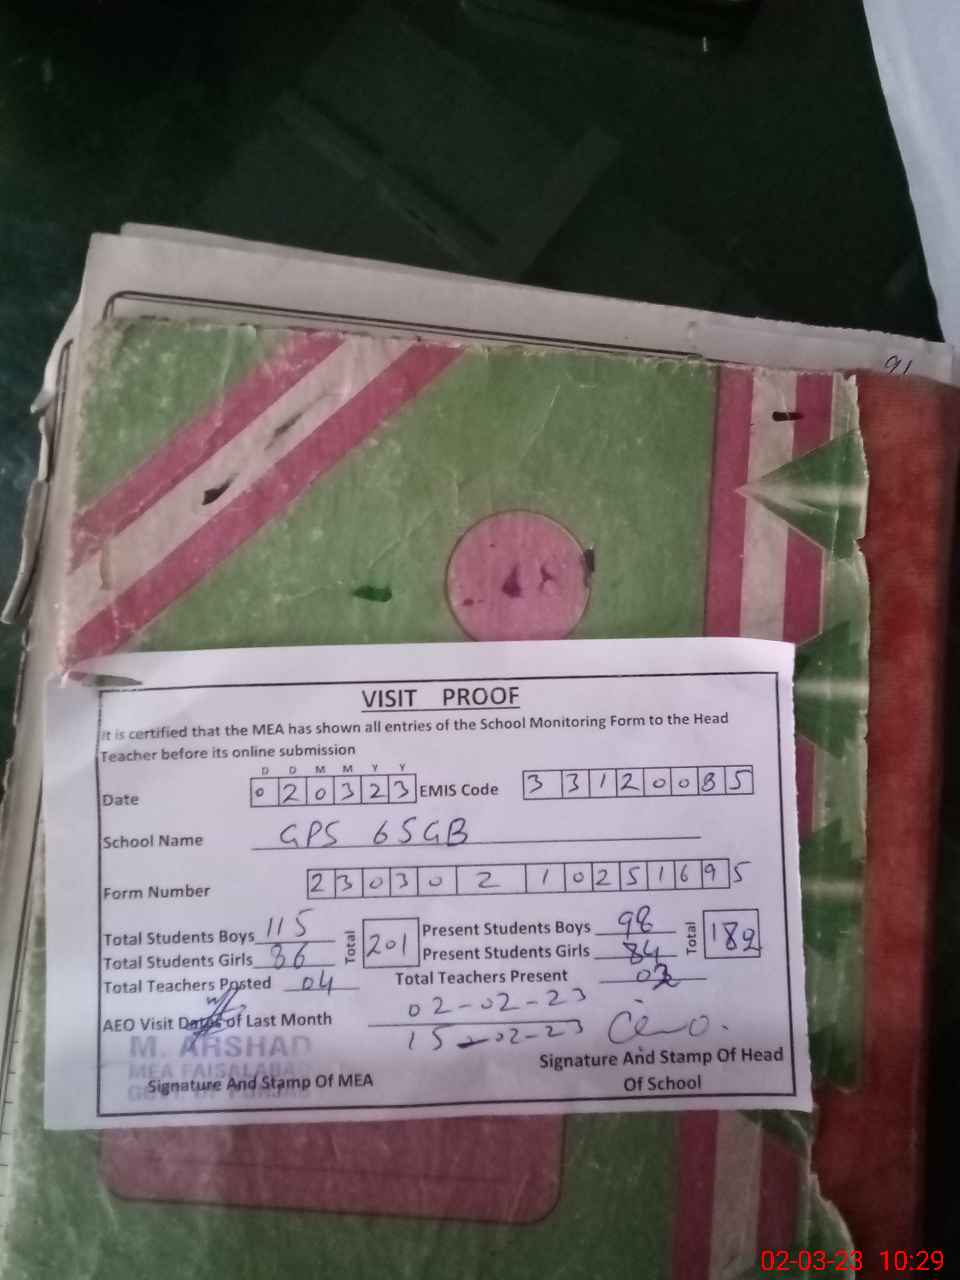 91
VISIT PROOF
It is certified that the MEA has shown all entries of the School Monitoring Form to the Head
Teacher before its online submission
D D M M Y Y
Date 0 2 0 3 2 3 EMIS Code 3 3 1 2 0 0 8 5
School Name GPS 65GB
Form Number 2 3 0 3 0 2 1 0 2 5 1 6 9 5
Total Students Boys 115 Total 201 Present Students Boys 98 Total 182
Total Students Girls 86 Present Students Girls 84
Total Teachers Posted 04 Total Teachers Present 03
AEO Visit Dates of Last Month 02-02-23
15-02-23
M. ARSHAD
MEA FAISALABAD
GOVT. OF PUNJAB
Signature And Stamp Of MEA
Signature And Stamp Of Head
Of School
02-03-23 10:29